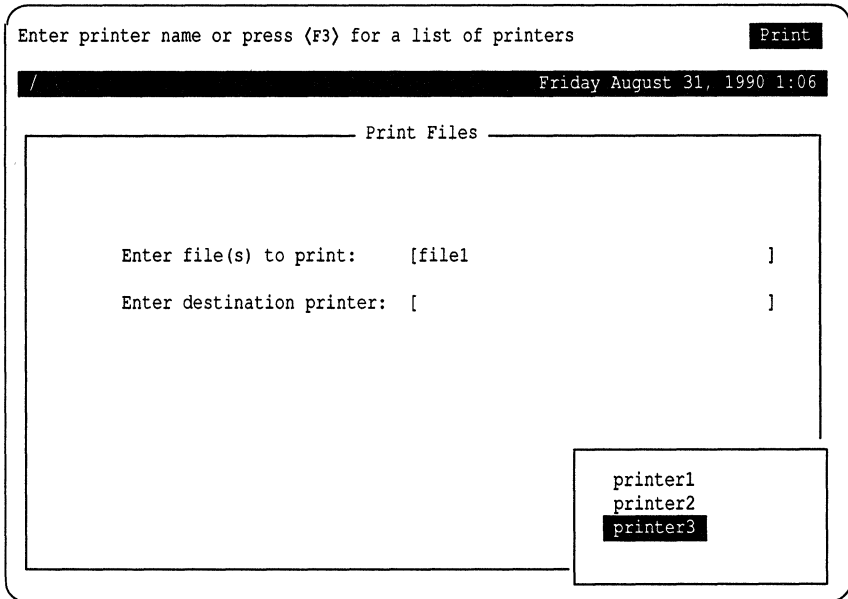 Enter printer name or press ⟨F3⟩ for a list of printers Print
/ Friday August 31, 1990 1:06
Print Files
Enter file(s) to print: [file1 ]
Enter destination printer: [ ]
printer1
printer2
printer3